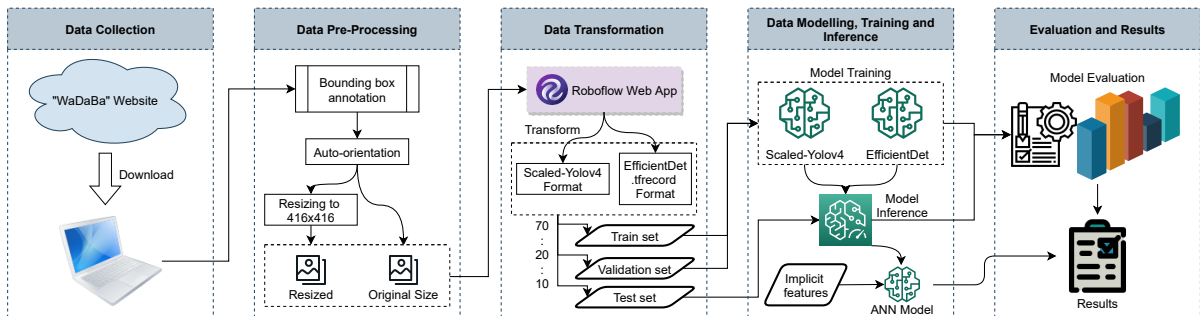 Data Collection
"WaDaBa" Website
Download
Data Pre-Processing
Bounding box
annotation
Auto-orientation
Resizing to
416x416
Resized
Original Size
Data Transformation
Roboflow Web App
Transform
Scaled-Yolov4
Format
EfficientDet
.tfrecord
Format
70
:
20
:
10
Train set
Validation set
Test set
Data Modelling, Training and
Inference
Model Training
Scaled-Yolov4
EfficientDet
Model
Inference
Implicit
features
ANN Model
Evaluation and Results
Model Evaluation
Results